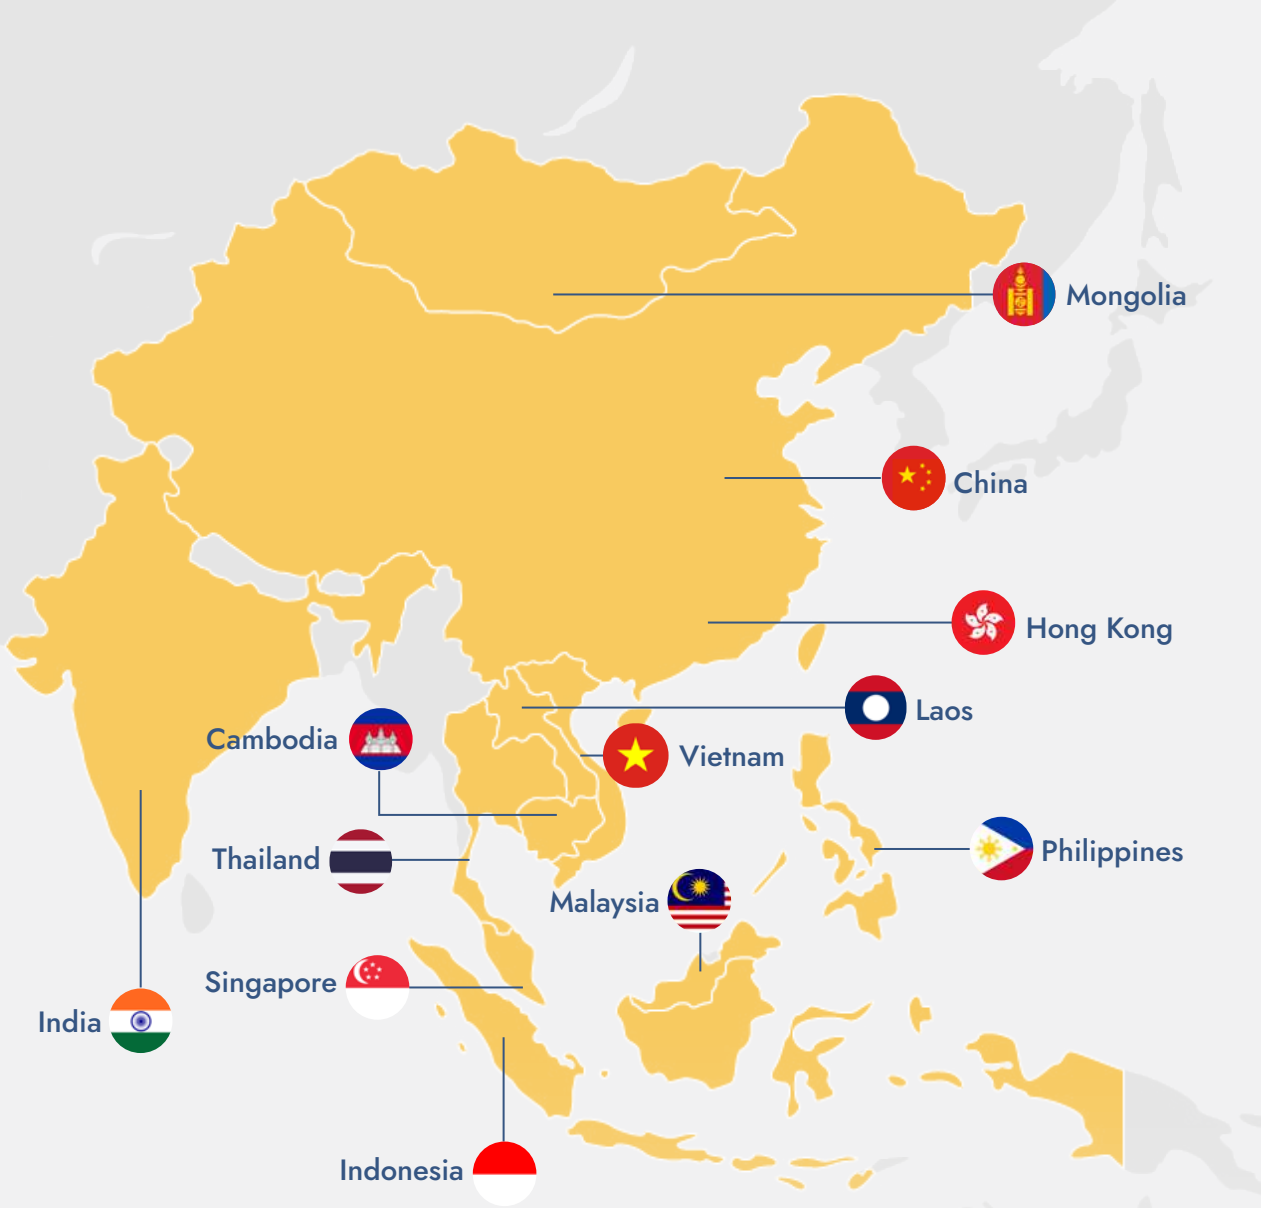 Mongolia
China
Hong Kong
Laos
Cambodia
Vietnam
Thailand
Philippines
Malaysia
Singapore
India
Indonesia